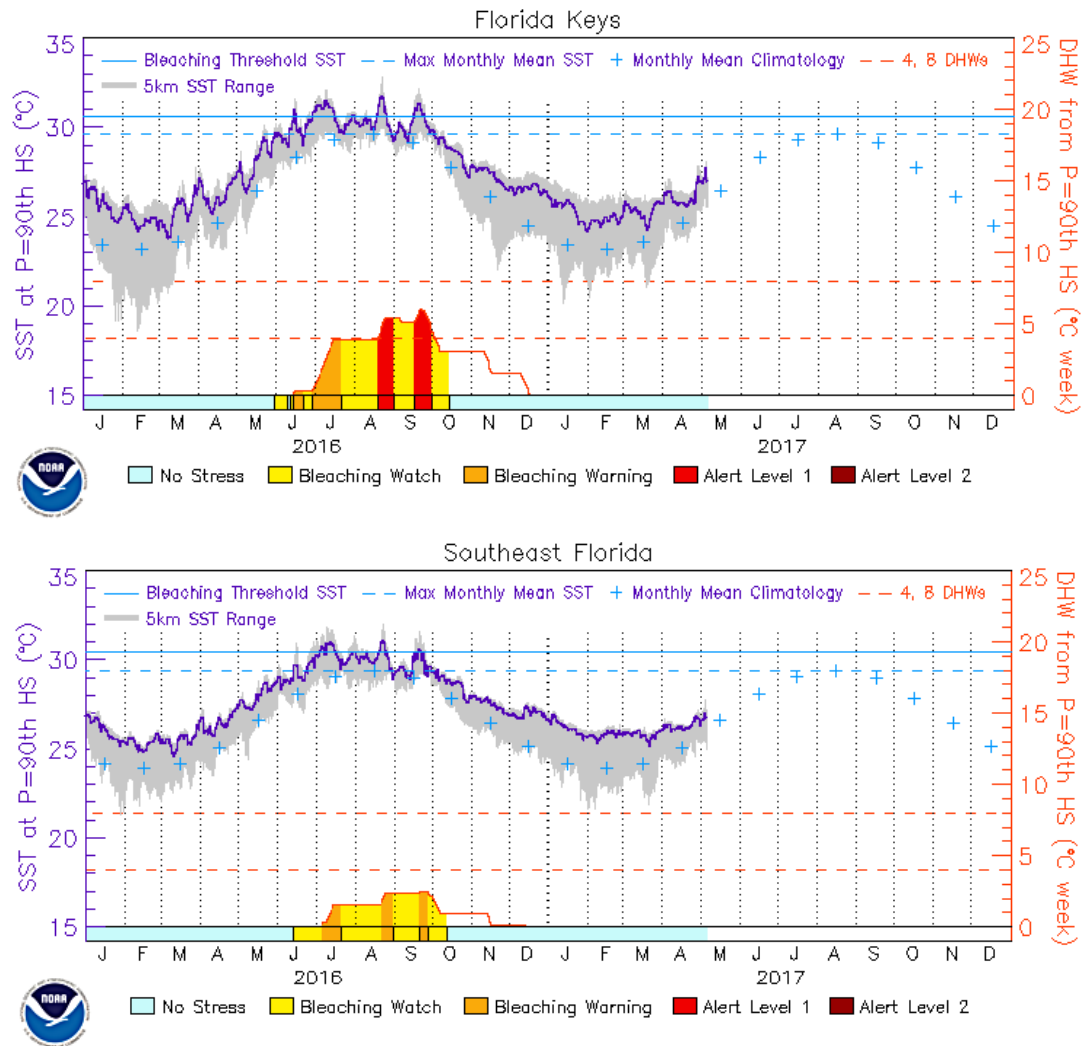 Florida Keys
35
30
25
20
15
SST at P=90th HS (°C)
Bleaching Threshold SST
Max Monthly Mean SST
Monthly Mean Climatology
4, 8 DHWs
5km SST Range
25
20
15
10
5
0
DHW from P=90th HS (°C week)
J F M A M J J A S O N D J F M A M J J A S O N D
2016 2017
NOAA
No Stress
Bleaching Watch
Bleaching Warning
Alert Level 1
Alert Level 2
Southeast Florida
35
30
25
20
15
SST at P=90th HS (°C)
Bleaching Threshold SST
Max Monthly Mean SST
Monthly Mean Climatology
4, 8 DHWs
5km SST Range
25
20
15
10
5
0
DHW from P=90th HS (°C week)
J F M A M J J A S O N D J F M A M J J A S O N D
2016 2017
NOAA
No Stress
Bleaching Watch
Bleaching Warning
Alert Level 1
Alert Level 2